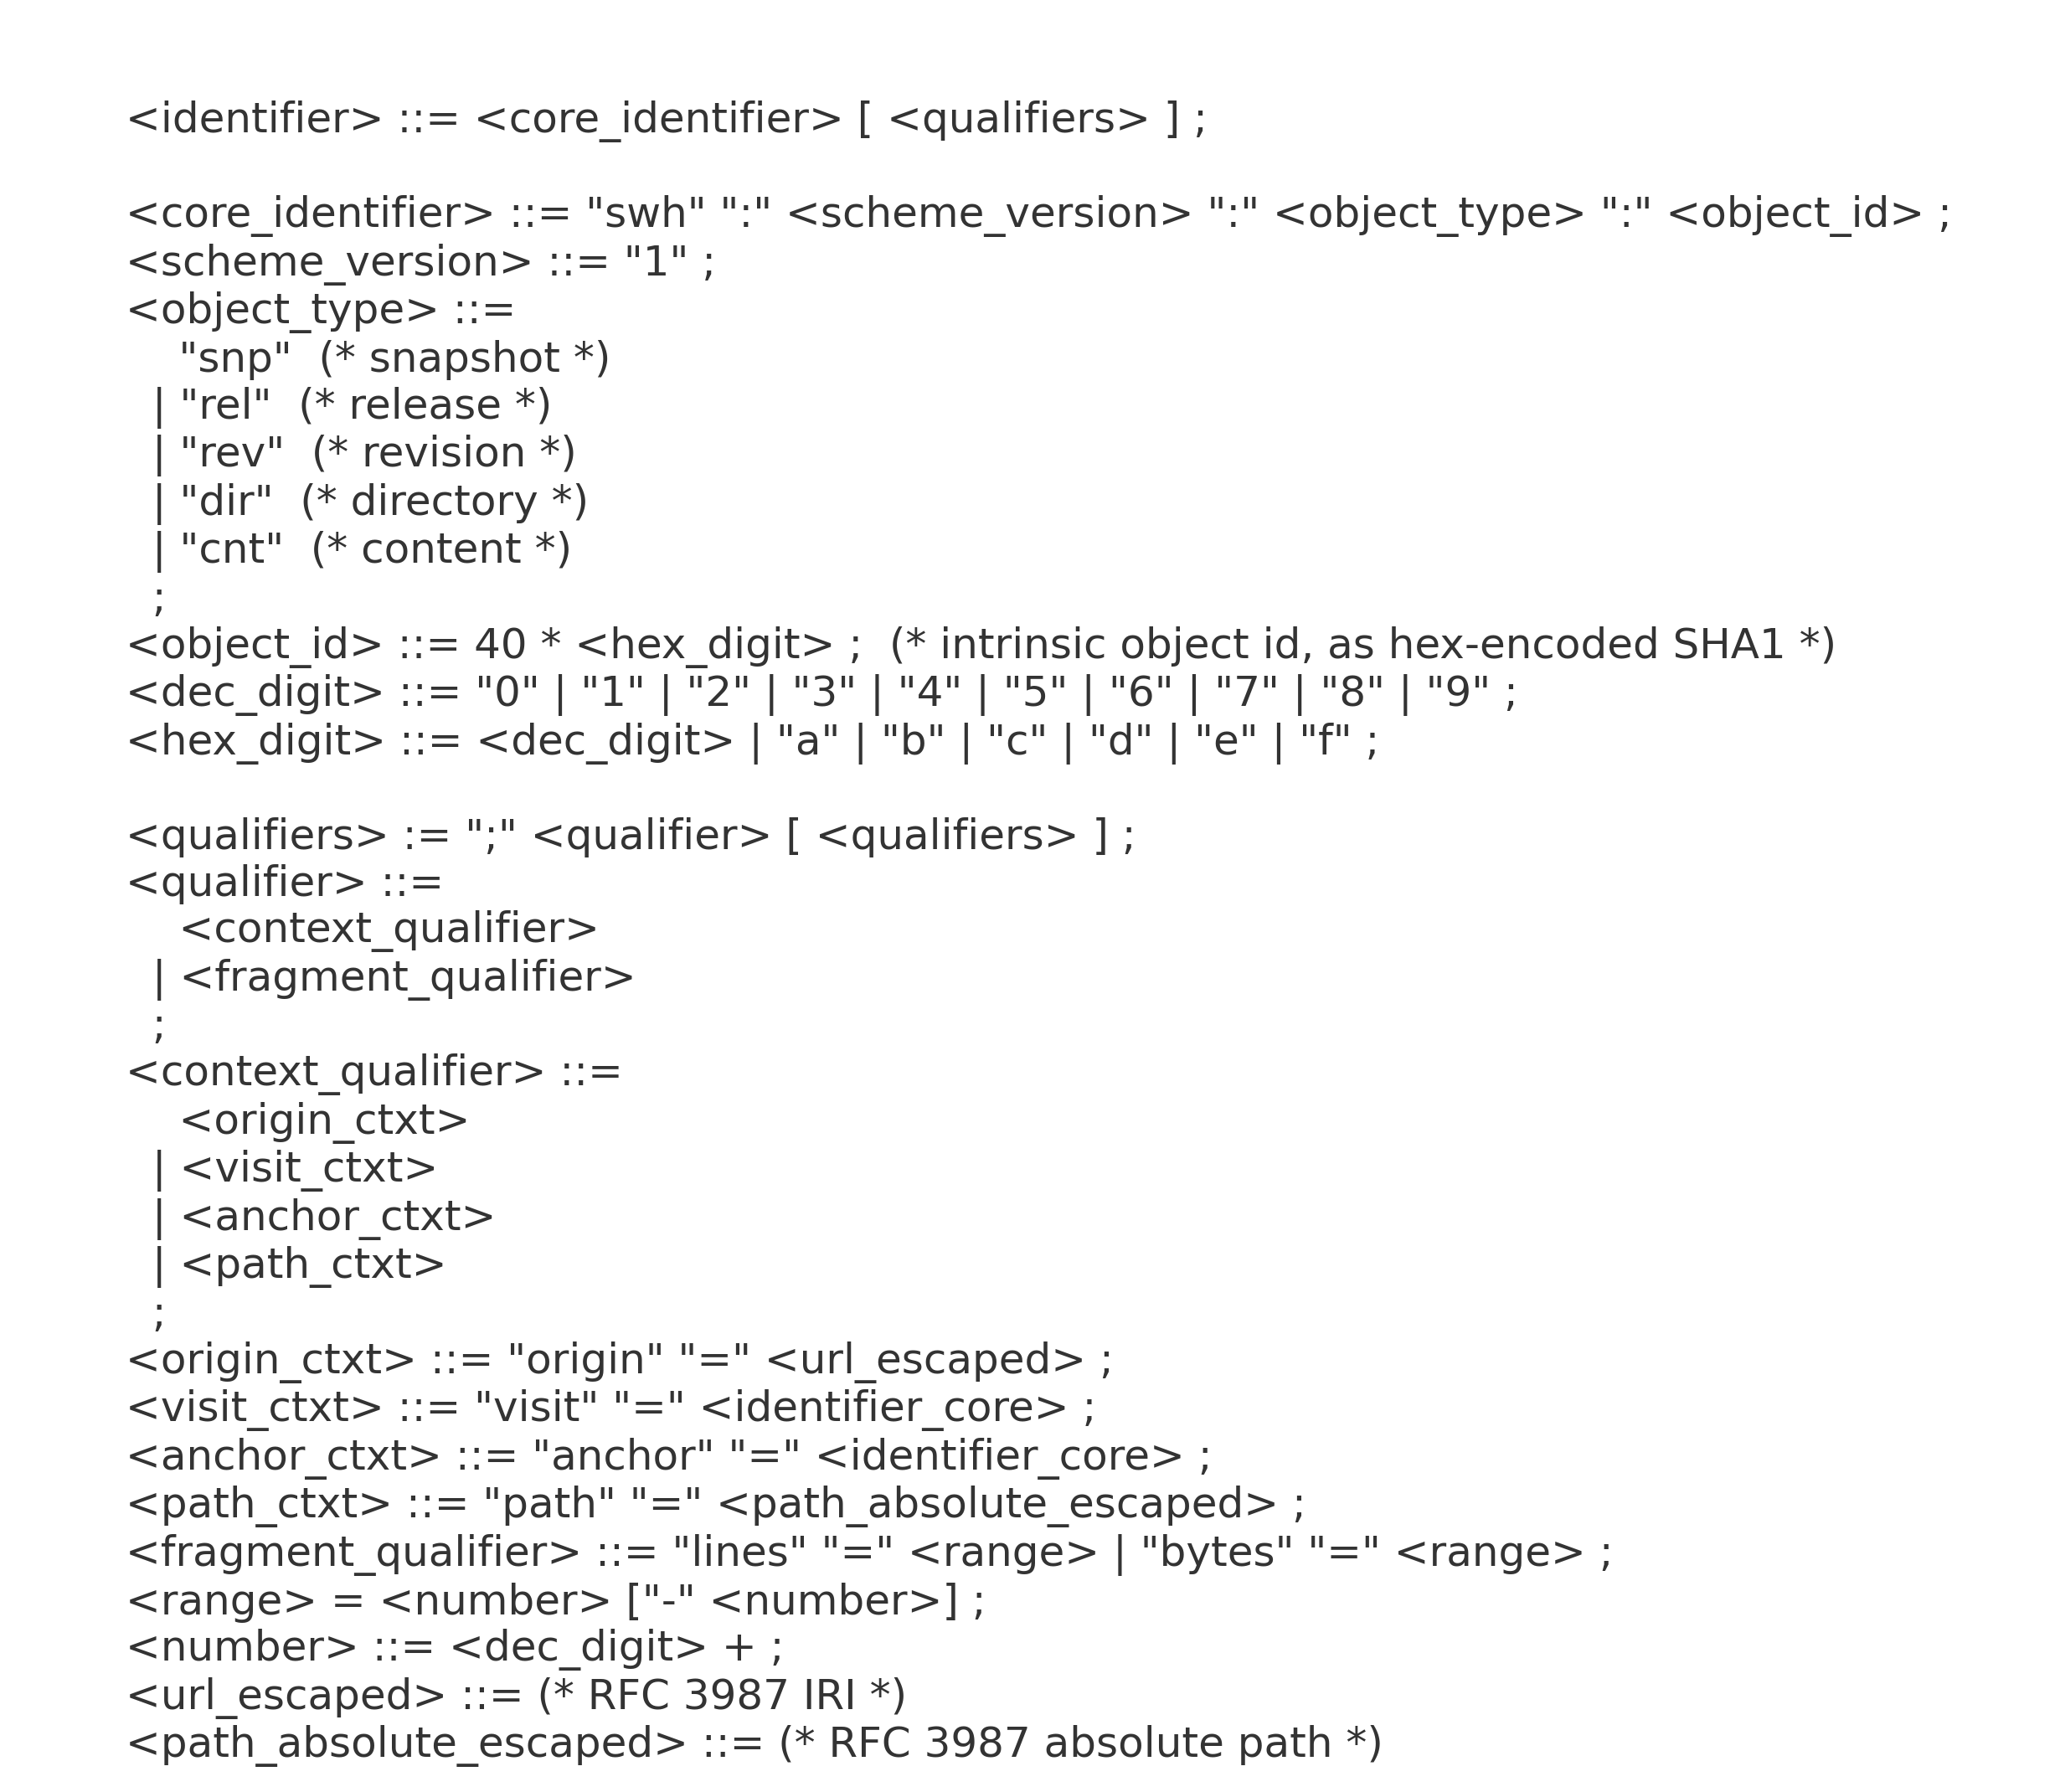 <identifier> ::= <core_identifier> [ <qualifiers> ] ;
<core_identifier> ::= "swh" ":" <scheme_version> ":" <object_type> ":" <object_id> ;
<scheme_version> ::= "1" ;
<object_type> ::=
"snp" (* snapshot *)
| "rel" (* release *)
| "rev" (* revision *)
| "dir" (* directory *)
| "cnt" (* content *)
;
<object_id> ::= 40 * <hex_digit> ; (* intrinsic object id, as hex-encoded SHA1 *)
<dec_digit> ::= "0" | "1" | "2" | "3" | "4" | "5" | "6" | "7" | "8" | "9" ;
<hex_digit> ::= <dec_digit> | "a" | "b" | "c" | "d" | "e" | "f" ;
<qualifiers> := ";" <qualifier> [ <qualifiers> ] ;
<qualifier> ::=
<context_qualifier>
| <fragment_qualifier>
;
<context_qualifier> ::=
<origin_ctxt>
| <visit_ctxt>
| <anchor_ctxt>
| <path_ctxt>
;
<origin_ctxt> ::= "origin" "=" <url_escaped> ;
<visit_ctxt> ::= "visit" "=" <identifier_core> ;
<anchor_ctxt> ::= "anchor" "=" <identifier_core> ;
<path_ctxt> ::= "path" "=" <path_absolute_escaped> ;
<fragment_qualifier> ::= "lines" "=" <range> | "bytes" "=" <range> ;
<range> = <number> ["-" <number>] ;
<number> ::= <dec_digit> + ;
<url_escaped> ::= (* RFC 3987 IRI *)
<path_absolute_escaped> ::= (* RFC 3987 absolute path *)